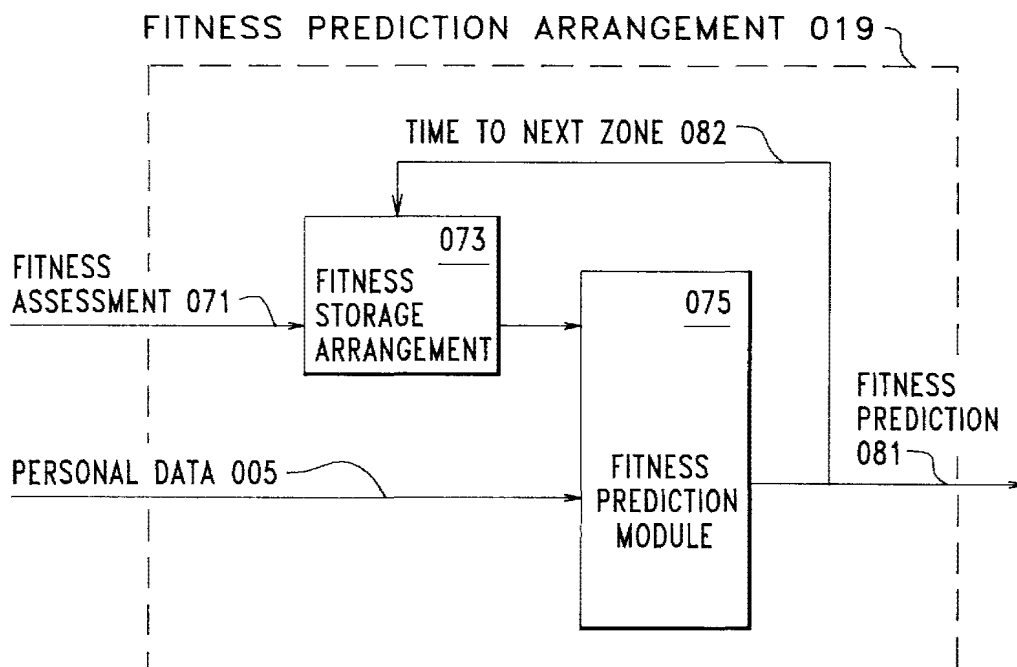 FITNESS PREDICTION ARRANGEMENT 019
TIME TO NEXT ZONE 082
073
FITNESS
STORAGE
ARRANGEMENT
FITNESS
ASSESSMENT 071
075
FITNESS
PREDICTION
MODULE
FITNESS
PREDICTION
081
PERSONAL DATA 005